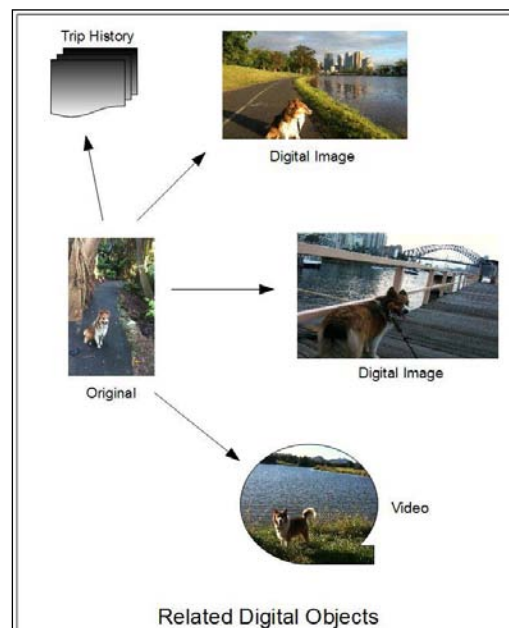 Trip History
Digital Image
Digital Image
Original
Video
Related Digital Objects